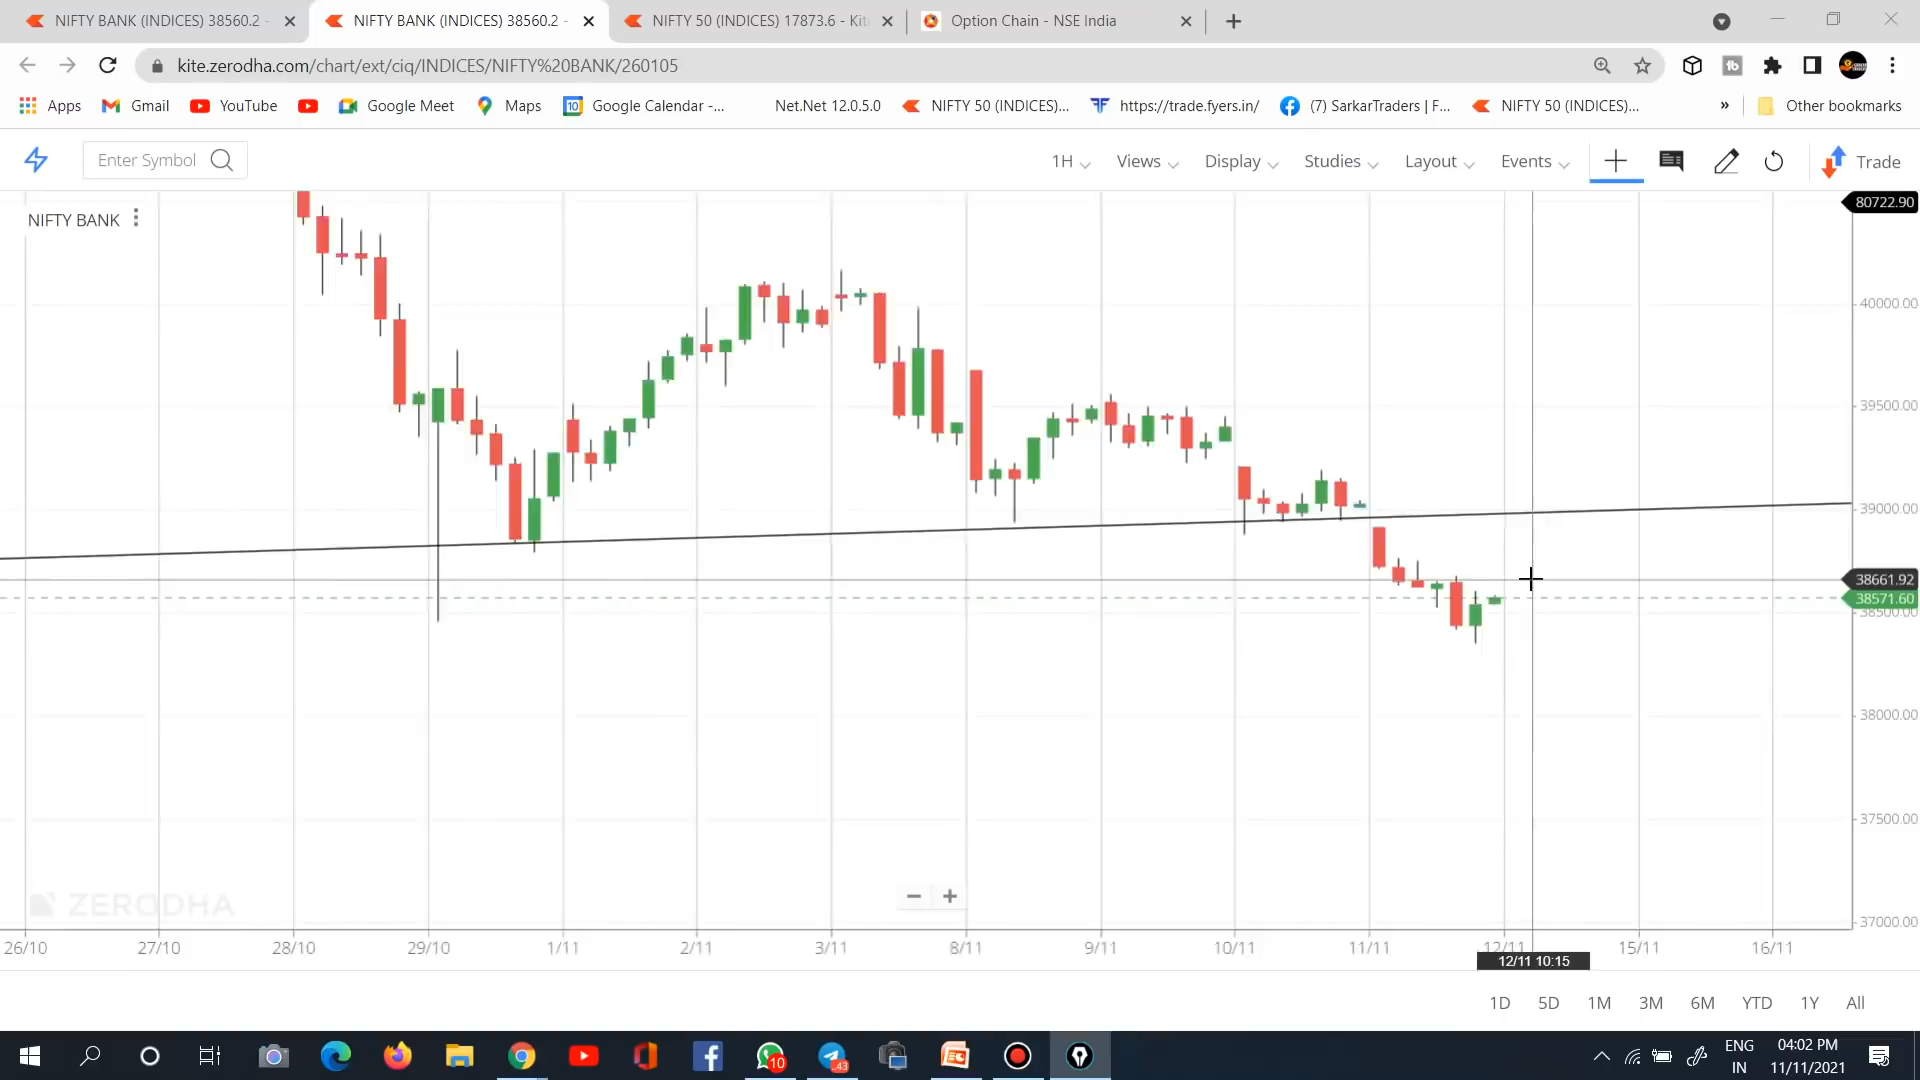 NIFTY BANK (INDICES) 38560.2 - NIFTY BANK (INDICES) 38560.2 - NIFTY 50 (INDICES) 17873.6 - Kit Option Chain - NSE India
kite.zerodha.com/chart/ext/ciq/INDICES/NIFTY%20BANK/260105
Apps Gmail YouTube Google Meet 10 Maps Google Calendar -... Net.Net 12.0.5.0 NIFTY 50 (INDICES)... https://trade.fyers.in/ (7) SarkarTraders | F... NIFTY 50 (INDICES)... » Other bookmarks
Enter Symbol 1H Views Display Studies Layout Events Trade
80722.90
NIFTY BANK
40000.00
39500.00
39000.00
38661.92
38571.60
38500.00
38000.00
37500.00
ZERODHA
37000.00
26/10 27/10 28/10 29/10 1/11 2/11 3/11 8/11 9/11 10/11 11/11 12/11 15/11 16/11
12/11 10:15
1D 5D 1M 3M 6M YTD 1Y All
10 43 ENG 04:02 PM
IN 11/11/2021